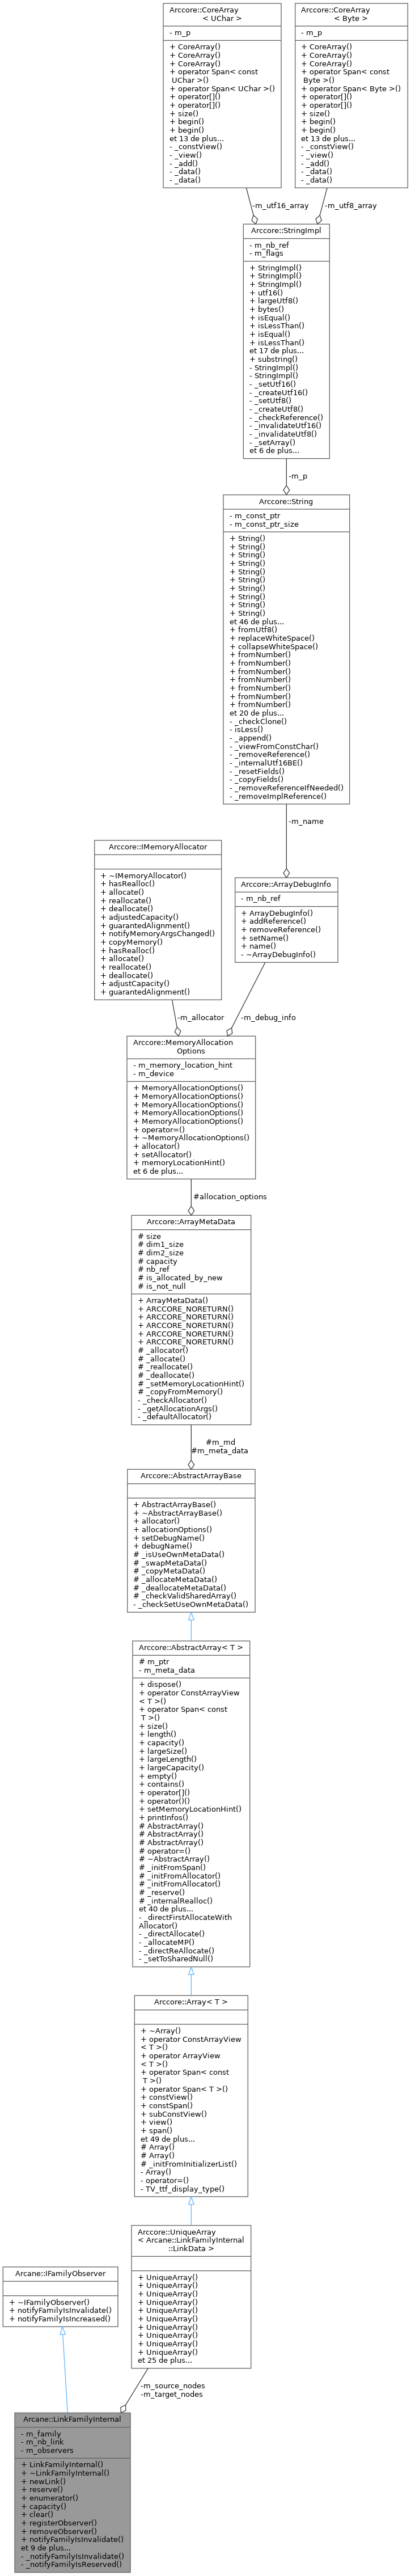 Arccore::CoreArray
< UChar >
- m_p
+ CoreArray()
+ CoreArray()
+ CoreArray()
+ operator Span< const
UChar >()
+ operator Span< UChar >()
+ operator[]()
+ operator[]()
+ size()
+ begin()
+ begin()
et 13 de plus...
- _constView()
- _view()
- _add()
- _data()
- _data()
Arccore::CoreArray
< Byte >
- m_p
+ CoreArray()
+ CoreArray()
+ CoreArray()
+ operator Span< const
Byte >()
+ operator Span< Byte >()
+ operator[]()
+ operator[]()
+ size()
+ begin()
+ begin()
et 13 de plus...
- _constView()
- _view()
- _add()
- _data()
- _data()
-m_utf16_array
-m_utf8_array
Arccore::StringImpl
- m_nb_ref
- m_flags
+ StringImpl()
+ StringImpl()
+ StringImpl()
+ utf16()
+ largeUtf8()
+ bytes()
+ isEqual()
+ isLessThan()
+ isEqual()
+ isLessThan()
et 17 de plus...
+ substring()
- StringImpl()
- StringImpl()
- _setUtf16()
- _createUtf16()
- _setUtf8()
- _createUtf8()
- _checkReference()
- _invalidateUtf16()
- _invalidateUtf8()
- _setArray()
et 6 de plus...
-m_p
Arccore::String
- m_const_ptr
- m_const_ptr_size
+ String()
+ String()
+ String()
+ String()
+ String()
+ String()
+ String()
+ String()
+ String()
+ String()
et 46 de plus...
+ fromUtf8()
+ replaceWhiteSpace()
+ collapseWhiteSpace()
+ fromNumber()
+ fromNumber()
+ fromNumber()
+ fromNumber()
+ fromNumber()
+ fromNumber()
+ fromNumber()
et 20 de plus...
- _checkClone()
- isLess()
- _append()
- _viewFromConstChar()
- _removeReference()
- _internalUtf16BE()
- _resetFields()
- _copyFields()
- _removeReferenceIfNeeded()
- _removeImplReference()
-m_name
Arccore::IMemoryAllocator
+ ~IMemoryAllocator()
+ hasRealloc()
+ allocate()
+ reallocate()
+ deallocate()
+ adjustedCapacity()
+ guarantedAlignment()
+ notifyMemoryArgsChanged()
+ copyMemory()
+ hasRealloc()
+ allocate()
+ reallocate()
+ deallocate()
+ adjustCapacity()
+ guarantedAlignment()
Arccore::ArrayDebugInfo
- m_nb_ref
+ ArrayDebugInfo()
+ addReference()
+ removeReference()
+ setName()
+ name()
- ~ArrayDebugInfo()
-m_allocator
-m_debug_info
Arccore::MemoryAllocation
Options
- m_memory_location_hint
- m_device
+ MemoryAllocationOptions()
+ MemoryAllocationOptions()
+ MemoryAllocationOptions()
+ MemoryAllocationOptions()
+ MemoryAllocationOptions()
+ operator=()
+ ~MemoryAllocationOptions()
+ allocator()
+ setAllocator()
+ memoryLocationHint()
et 6 de plus...
#allocation_options
Arccore::ArrayMetaData
# size
# dim1_size
# dim2_size
# capacity
# nb_ref
# is_allocated_by_new
# is_not_null
+ ArrayMetaData()
+ ARCCORE_NORETURN()
+ ARCCORE_NORETURN()
+ ARCCORE_NORETURN()
+ ARCCORE_NORETURN()
+ ARCCORE_NORETURN()
# _allocator()
# _allocate()
# _reallocate()
# _deallocate()
# _setMemoryLocationHint()
# _copyFromMemory()
- _checkAllocator()
- _getAllocationArgs()
- _defaultAllocator()
#m_md
#m_meta_data
Arccore::AbstractArrayBase
+ AbstractArrayBase()
+ ~AbstractArrayBase()
+ allocator()
+ allocationOptions()
+ setDebugName()
+ debugName()
# _isUseOwnMetaData()
# _swapMetaData()
# _copyMetaData()
# _allocateMetaData()
# _deallocateMetaData()
# _checkValidSharedArray()
- _checkSetUseOwnMetaData()
Arccore::AbstractArray< T >
# m_ptr
- m_meta_data
+ dispose()
+ operator ConstArrayView
< T >()
+ operator Span< const
T >()
+ size()
+ length()
+ capacity()
+ largeSize()
+ largeLength()
+ largeCapacity()
+ empty()
+ contains()
+ operator[]()
+ operator()()
+ setMemoryLocationHint()
+ printInfos()
# AbstractArray()
# AbstractArray()
# AbstractArray()
# operator=()
# ~AbstractArray()
# _initFromSpan()
# _initFromAllocator()
# _initFromAllocator()
# _reserve()
# _internalRealloc()
et 40 de plus...
- _directFirstAllocateWith
Allocator()
- _directAllocate()
- _allocateMP()
- _directReAllocate()
- _setToSharedNull()
Arccore::Array< T >
+ ~Array()
+ operator ConstArrayView
< T >()
+ operator ArrayView
< T >()
+ operator Span< const
T >()
+ operator Span< T >()
+ constView()
+ constSpan()
+ subConstView()
+ view()
+ span()
et 49 de plus...
# Array()
# Array()
# _initFromInitializerList()
- Array()
- operator=()
- TV_ttf_display_type()
Arccore::UniqueArray
< Arcane::LinkFamilyInternal
::LinkData >
+ UniqueArray()
+ UniqueArray()
+ UniqueArray()
+ UniqueArray()
+ UniqueArray()
+ UniqueArray()
+ UniqueArray()
+ UniqueArray()
+ UniqueArray()
+ UniqueArray()
et 25 de plus...
Arcane::IFamilyObserver
+ ~IFamilyObserver()
+ notifyFamilyIsInvalidate()
+ notifyFamilyIsIncreased()
-m_source_nodes
-m_target_nodes
Arcane::LinkFamilyInternal
- m_family
- m_nb_link
- m_observers
+ LinkFamilyInternal()
+ ~LinkFamilyInternal()
+ newLink()
+ reserve()
+ enumerator()
+ capacity()
+ clear()
+ registerObserver()
+ removeObserver()
+ notifyFamilyIsInvalidate()
et 9 de plus...
- _notifyFamilyIsInvalidate()
- _notifyFamilyIsReserved()